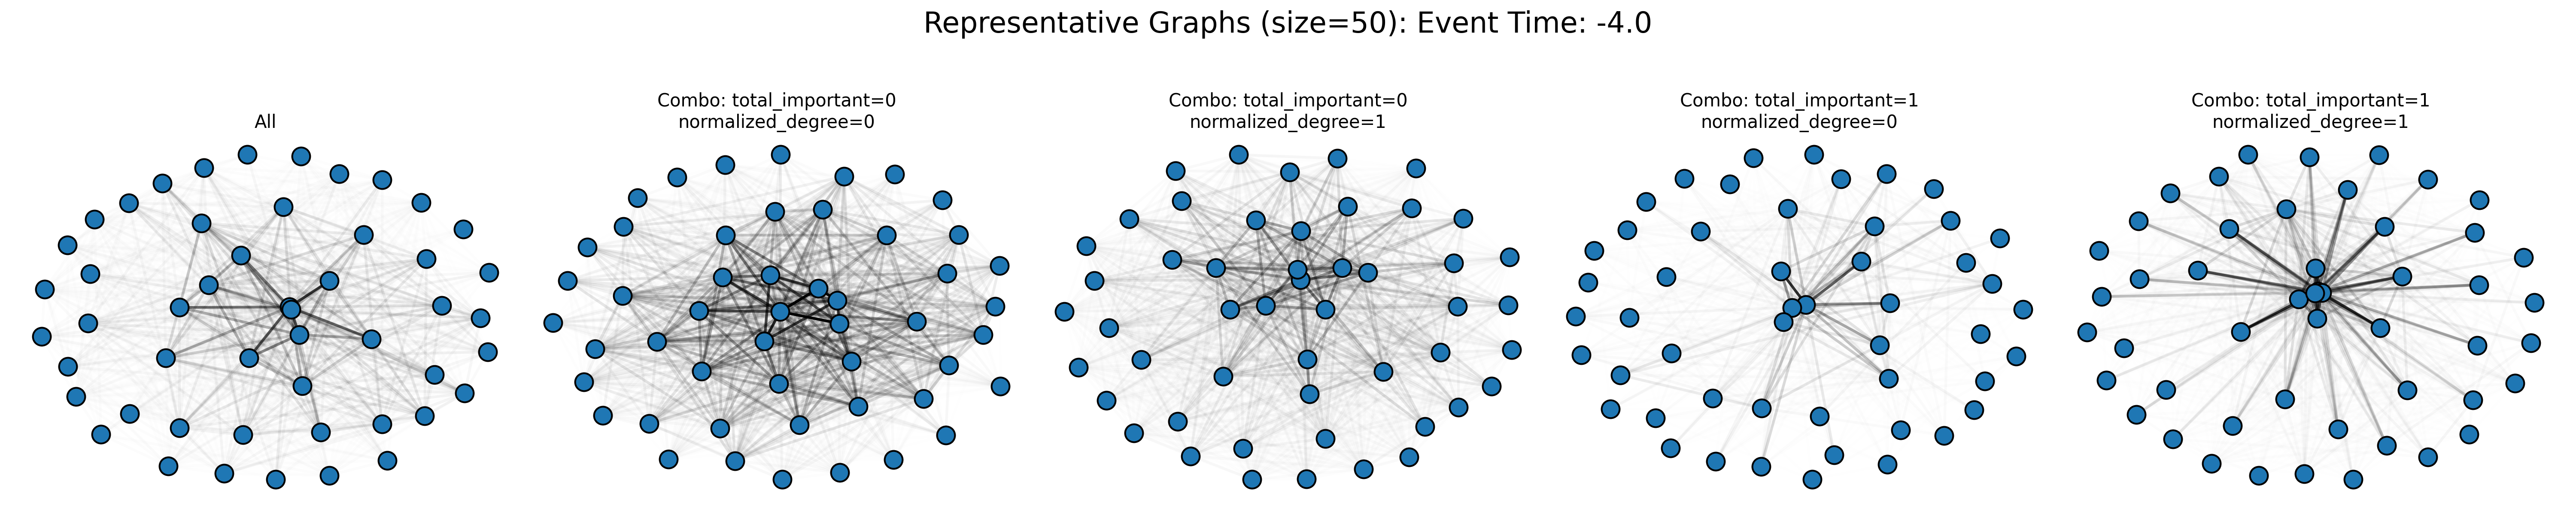 Representative Graphs (size=50): Event Time: -4.0
All
Combo: total_important=0
normalized_degree=0
Combo: total_important=0
normalized_degree=1
Combo: total_important=1
normalized_degree=0
Combo: total_important=1
normalized_degree=1